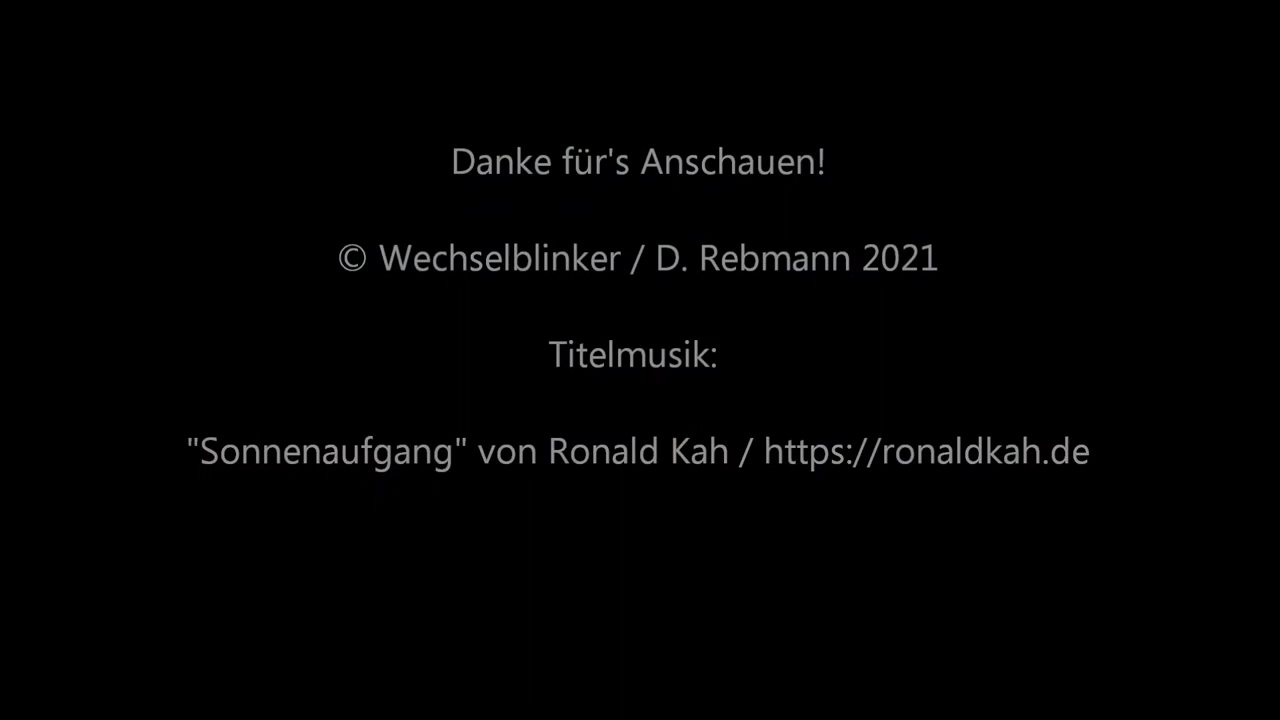 Danke für's Anschauen!
© Wechselblinker / D. Rebmann 2021
Titelmusik:
"Sonnenaufgang" von Ronald Kah / https://ronaldkah.de